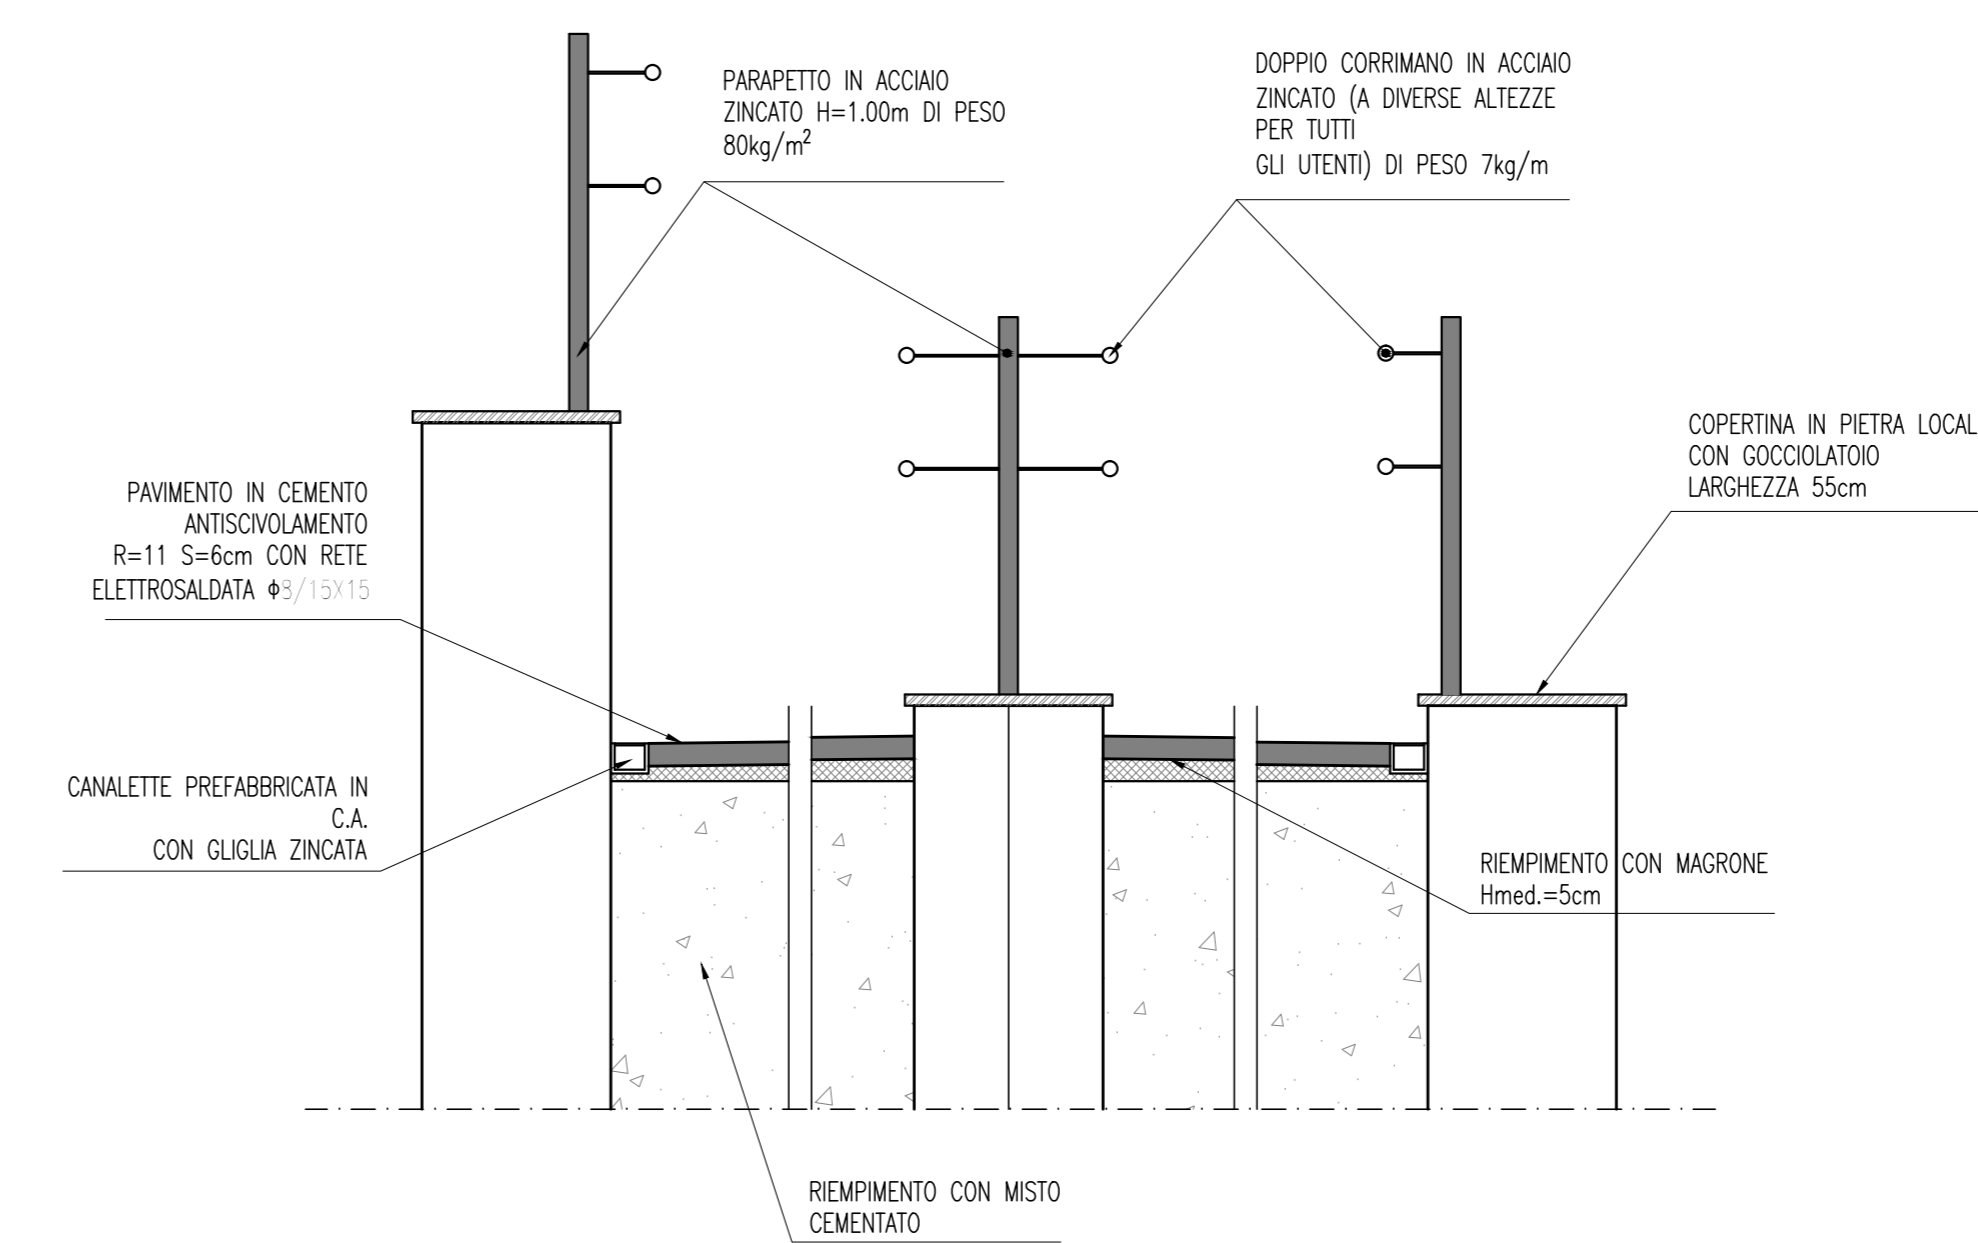 PARAPETTO IN ACCIAIO
ZINCATO H=1.00m DI PESO
80kg/m²
DOPPIO CORRIMANO IN ACCIAIO
ZINCATO (A DIVERSE ALTEZZE
PER TUTTI
GLI UTENTI) DI PESO 7kg/m
COPERTINA IN PIETRA LOCAL
CON GOCCIOLATOIO
LARGHEZZA 55cm
PAVIMENTO IN CEMENTO
ANTISCIVOLAMENTO
R=11 S=6cm CON RETE
ELETTROSALDATA ϕ8/15X15
CANALETTE PREFABBRICATA IN
C.A.
CON GLIGLIA ZINCATA
RIEMPIMENTO CON MAGRONE
Hmed.=5cm
RIEMPIMENTO CON MISTO
CEMENTATO